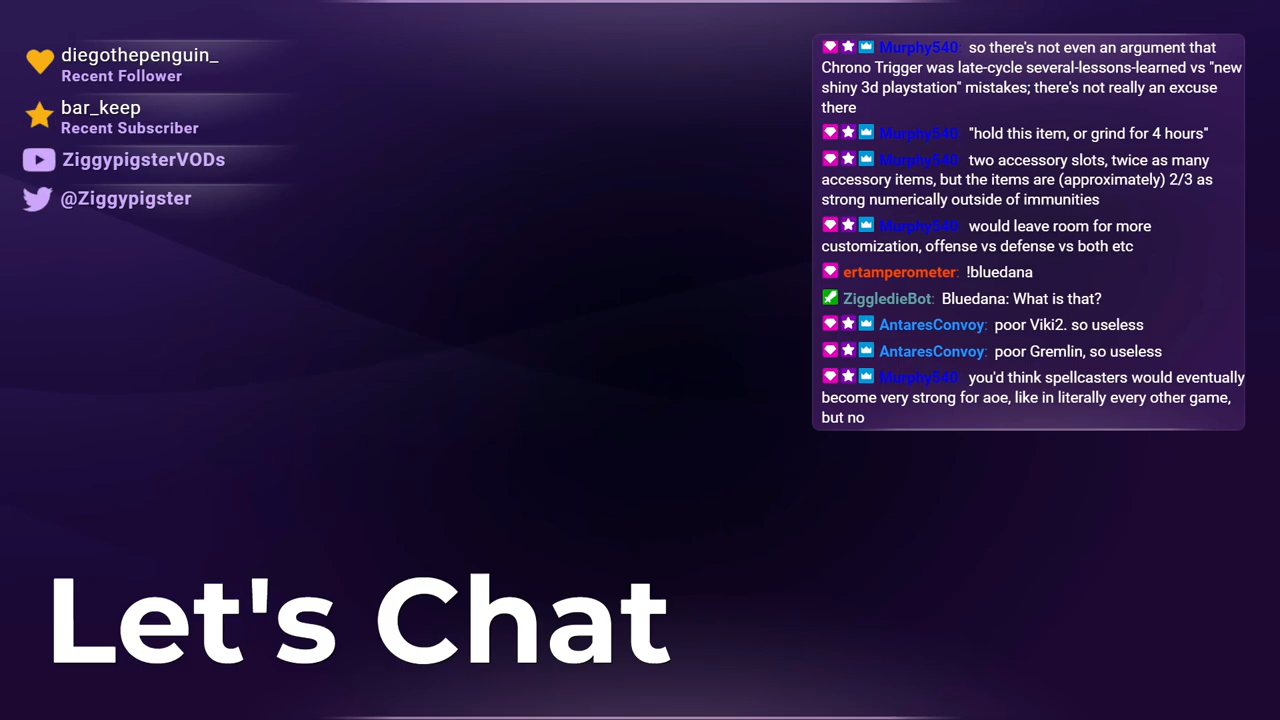 diegothepenguin_
Recent Follower
bar_keep
Recent Subscriber
ZiggypigsterVODs
@Ziggypigster
Murphy540: so there's not even an argument that
Chrono Trigger was late-cycle several-lessons-learned vs "new
shiny 3d playstation" mistakes; there's not really an excuse
there
Murphy540: "hold this item, or grind for 4 hours"
Murphy540: two accessory slots, twice as many
accessory items, but the items are (approximately) 2/3 as
strong numerically outside of immunities
Murphy540: would leave room for more
customization, offense vs defense vs both etc
ertamperometer: !bluedana
ZiggledieBot: Bluedana: What is that?
AntaresConvoy: poor Viki2. so useless
AntaresConvoy: poor Gremlin, so useless
Murphy540: you'd think spellcasters would eventually
become very strong for aoe, like in literally every other game,
but no
Let's Chat